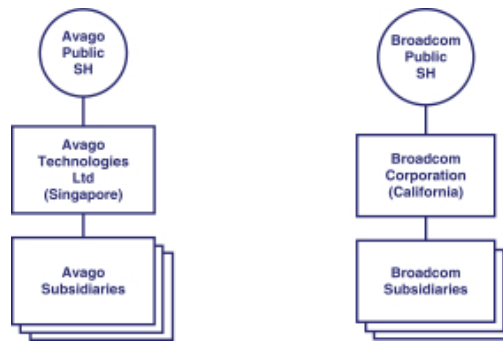 Avago
Public
SH
Avago
Technologies
Ltd
(Singapore)
Avago
Subsidiaries
Broadcom
Public
SH
Broadcom
Corporation
(California)
Broadcom
Subsidiaries